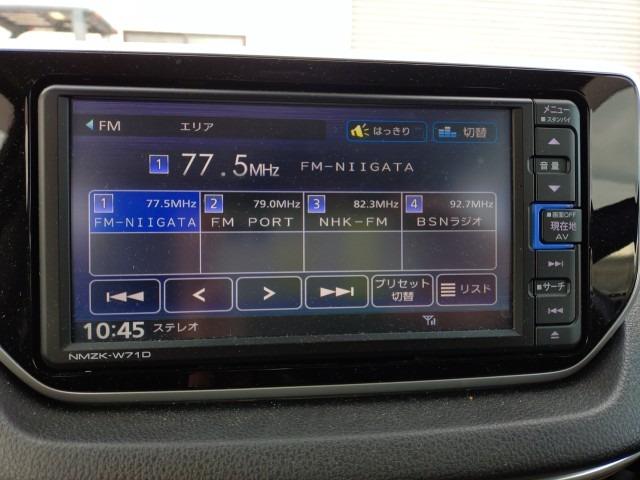 FM エリア はっきり 切替
1 77.5MHz FM-NIIGATA
1 77.5MHz 2 79.0MHz 3 82.3MHz 4 92.7MHz
FM-NIIGATA FM PORT NHK-FM BSNラジオ
プリセット切替 リスト
10:45 ステレオ
NMZK-W71D
メニュー
スタンバイ
音量
画面OFF
現在地
AV
サーチ